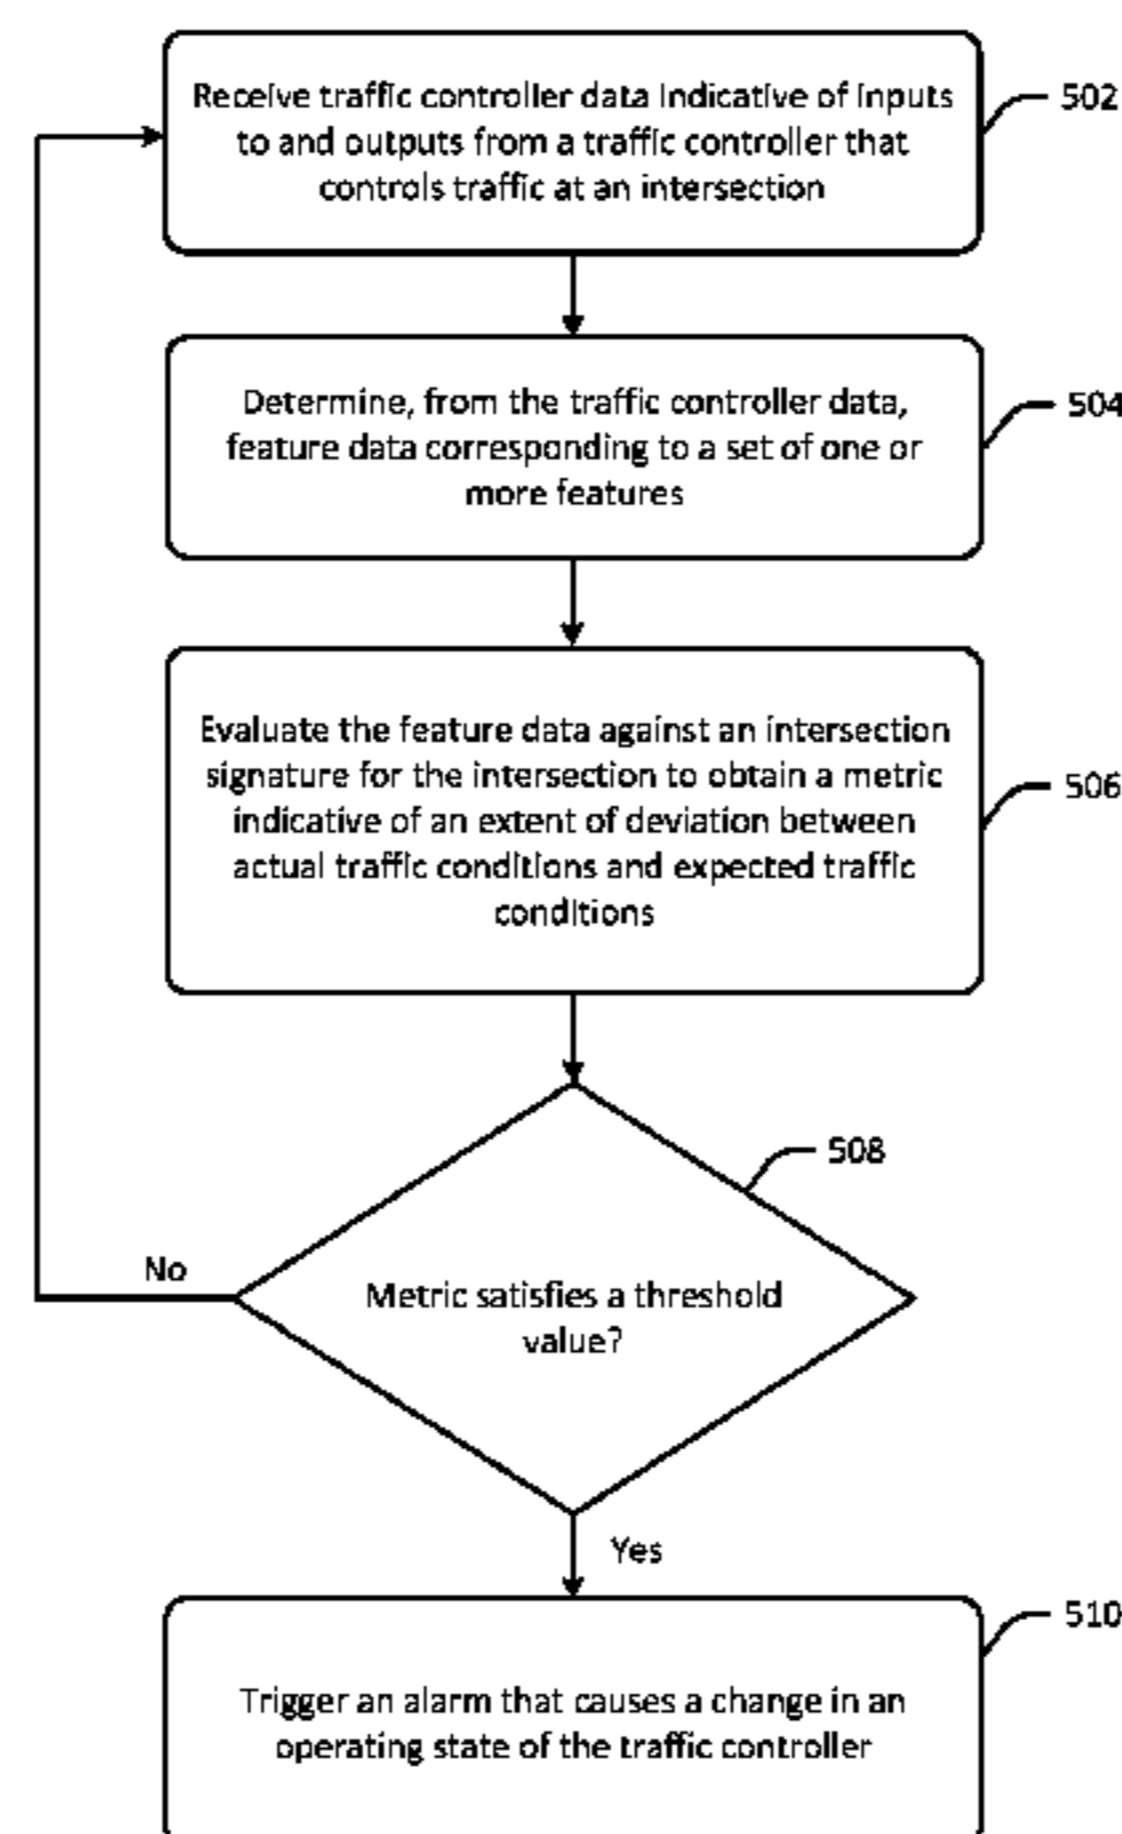 Receive traffic controller data indicative of inputs
to and outputs from a traffic controller that
controls traffic at an intersection
502
Determine, from the traffic controller data,
feature data corresponding to a set of one or
more features
504
Evaluate the feature data against an intersection
signature for the intersection to obtain a metric
indicative of an extent of deviation between
actual traffic conditions and expected traffic
conditions
506
508
No
Metric satisfies a threshold
value?
Yes
510
Trigger an alarm that causes a change in an
operating state of the traffic controller